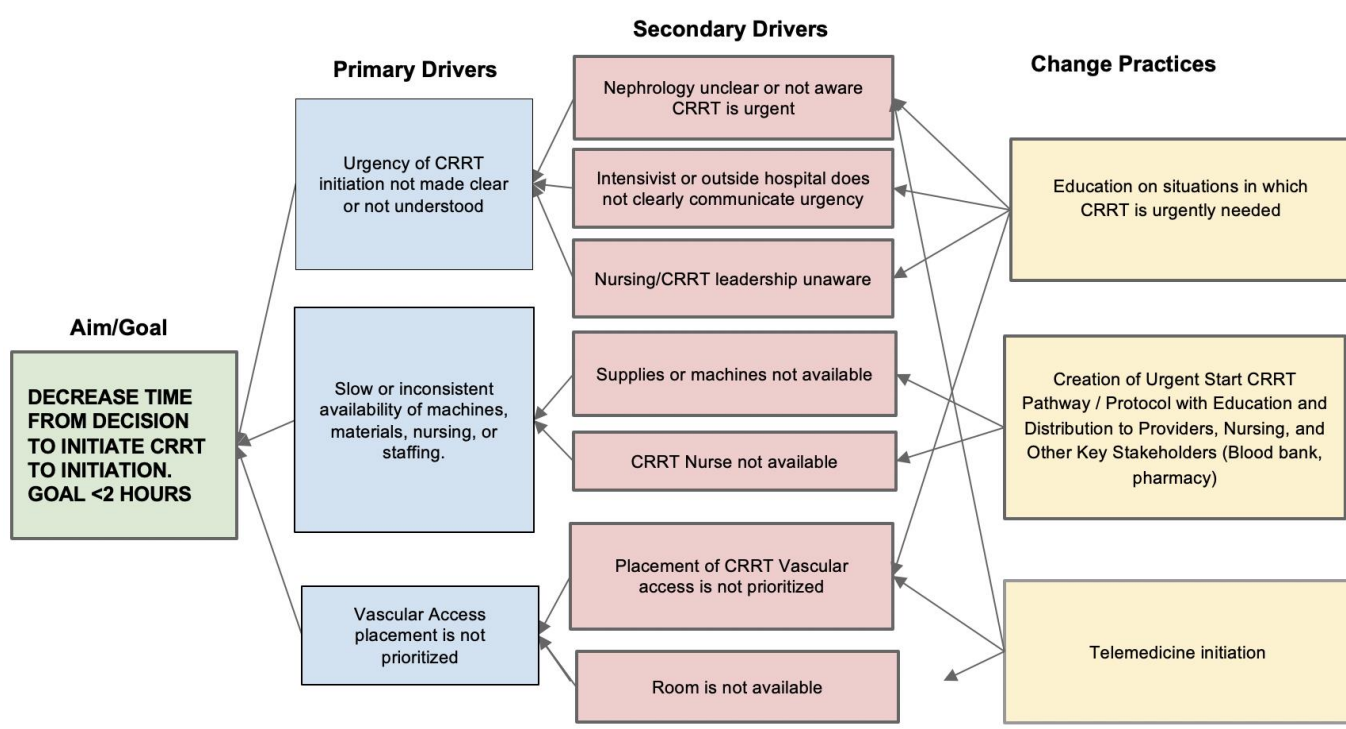 Secondary Drivers
Primary Drivers
Change Practices
Aim/Goal
DECREASE TIME
FROM DECISION
TO INITIATE CRRT
TO INITIATION.
GOAL <2 HOURS
Urgency of CRRT
initiation not made clear
or not understood
Slow or inconsistent
availability of machines,
materials, nursing, or
staffing.
Vascular Access
placement is not
prioritized
Nephrology unclear or not aware
CRRT is urgent
Intensivist or outside hospital does
not clearly communicate urgency
Nursing/CRRT leadership unaware
Supplies or machines not available
CRRT Nurse not available
Placement of CRRT Vascular
access is not prioritized
Room is not available
Education on situations in which
CRRT is urgently needed
Creation of Urgent Start CRRT
Pathway / Protocol with Education and
Distribution to Providers, Nursing, and
Other Key Stakeholders (Blood bank,
pharmacy)
Telemedicine initiation